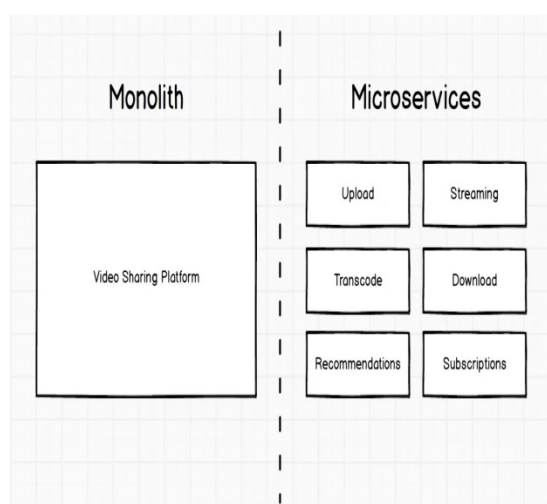 Monolith
Video Sharing Platform
Microservices
Upload
Streaming
Transcode
Download
Recommendations
Subscriptions